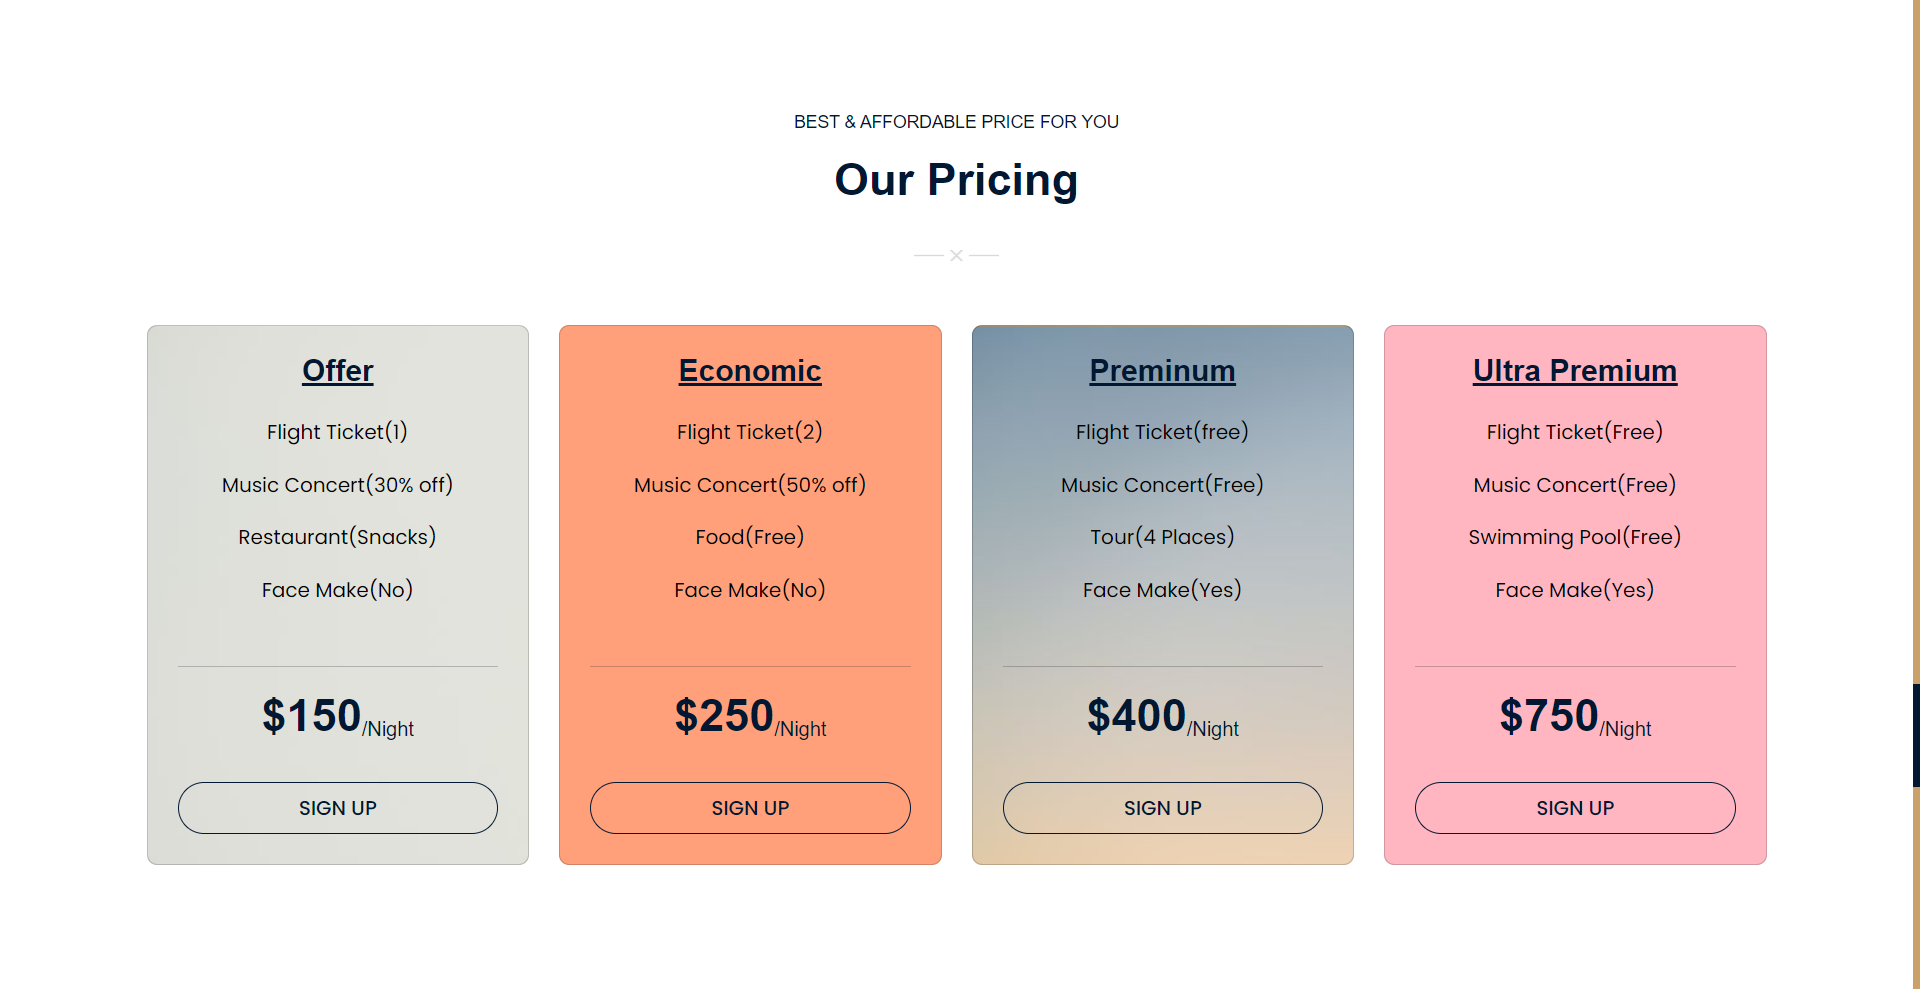 BEST & AFFORDABLE PRICE FOR YOU
Our Pricing
Offer
Flight Ticket(1)
Music Concert(30% off)
Restaurant(Snacks)
Face Make(No)
$150/Night
SIGN UP
Economic
Flight Ticket(2)
Music Concert(50% off)
Food(Free)
Face Make(No)
$250/Night
SIGN UP
Preminum
Flight Ticket(free)
Music Concert(Free)
Tour(4 Places)
Face Make(Yes)
$400/Night
SIGN UP
Ultra Premium
Flight Ticket(Free)
Music Concert(Free)
Swimming Pool(Free)
Face Make(Yes)
$750/Night
SIGN UP